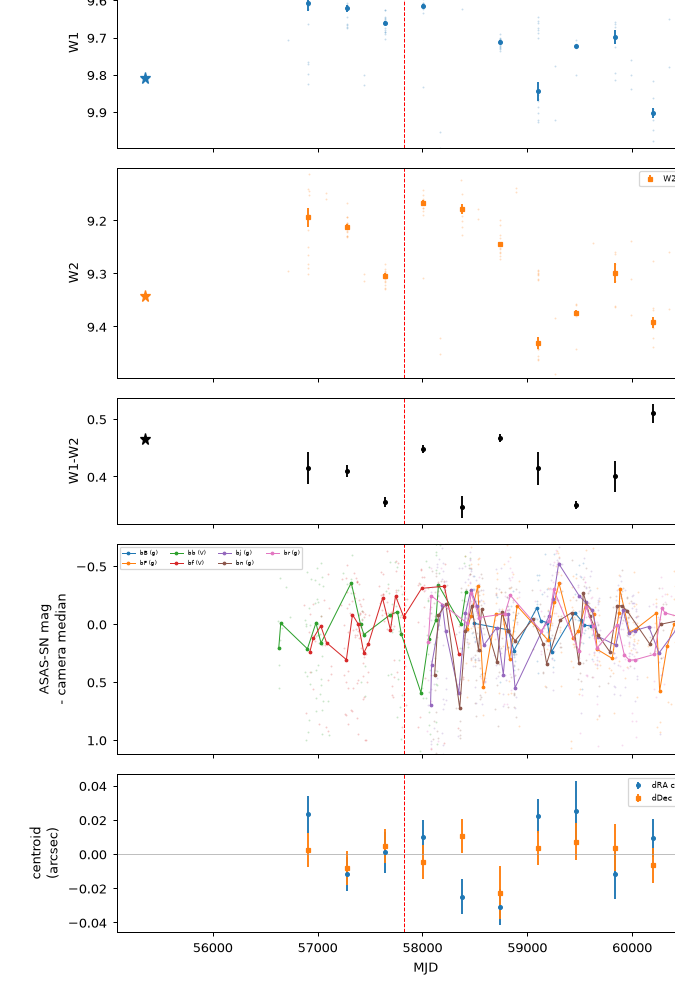 9.6
9.7
9.8
9.9
W1
W2
9.2
9.3
9.4
W2
0.5
0.4
W1-W2
bB (g) bb (V) bj (g) br (g)
bF (g) bf (V) bn (g)
−0.5
0.0
0.5
1.0
ASAS-SN mag
- camera median
dRA c
dDec
0.04
0.02
0.00
−0.02
−0.04
centroid
(arcsec)
56000 57000 58000 59000 60000
MJD